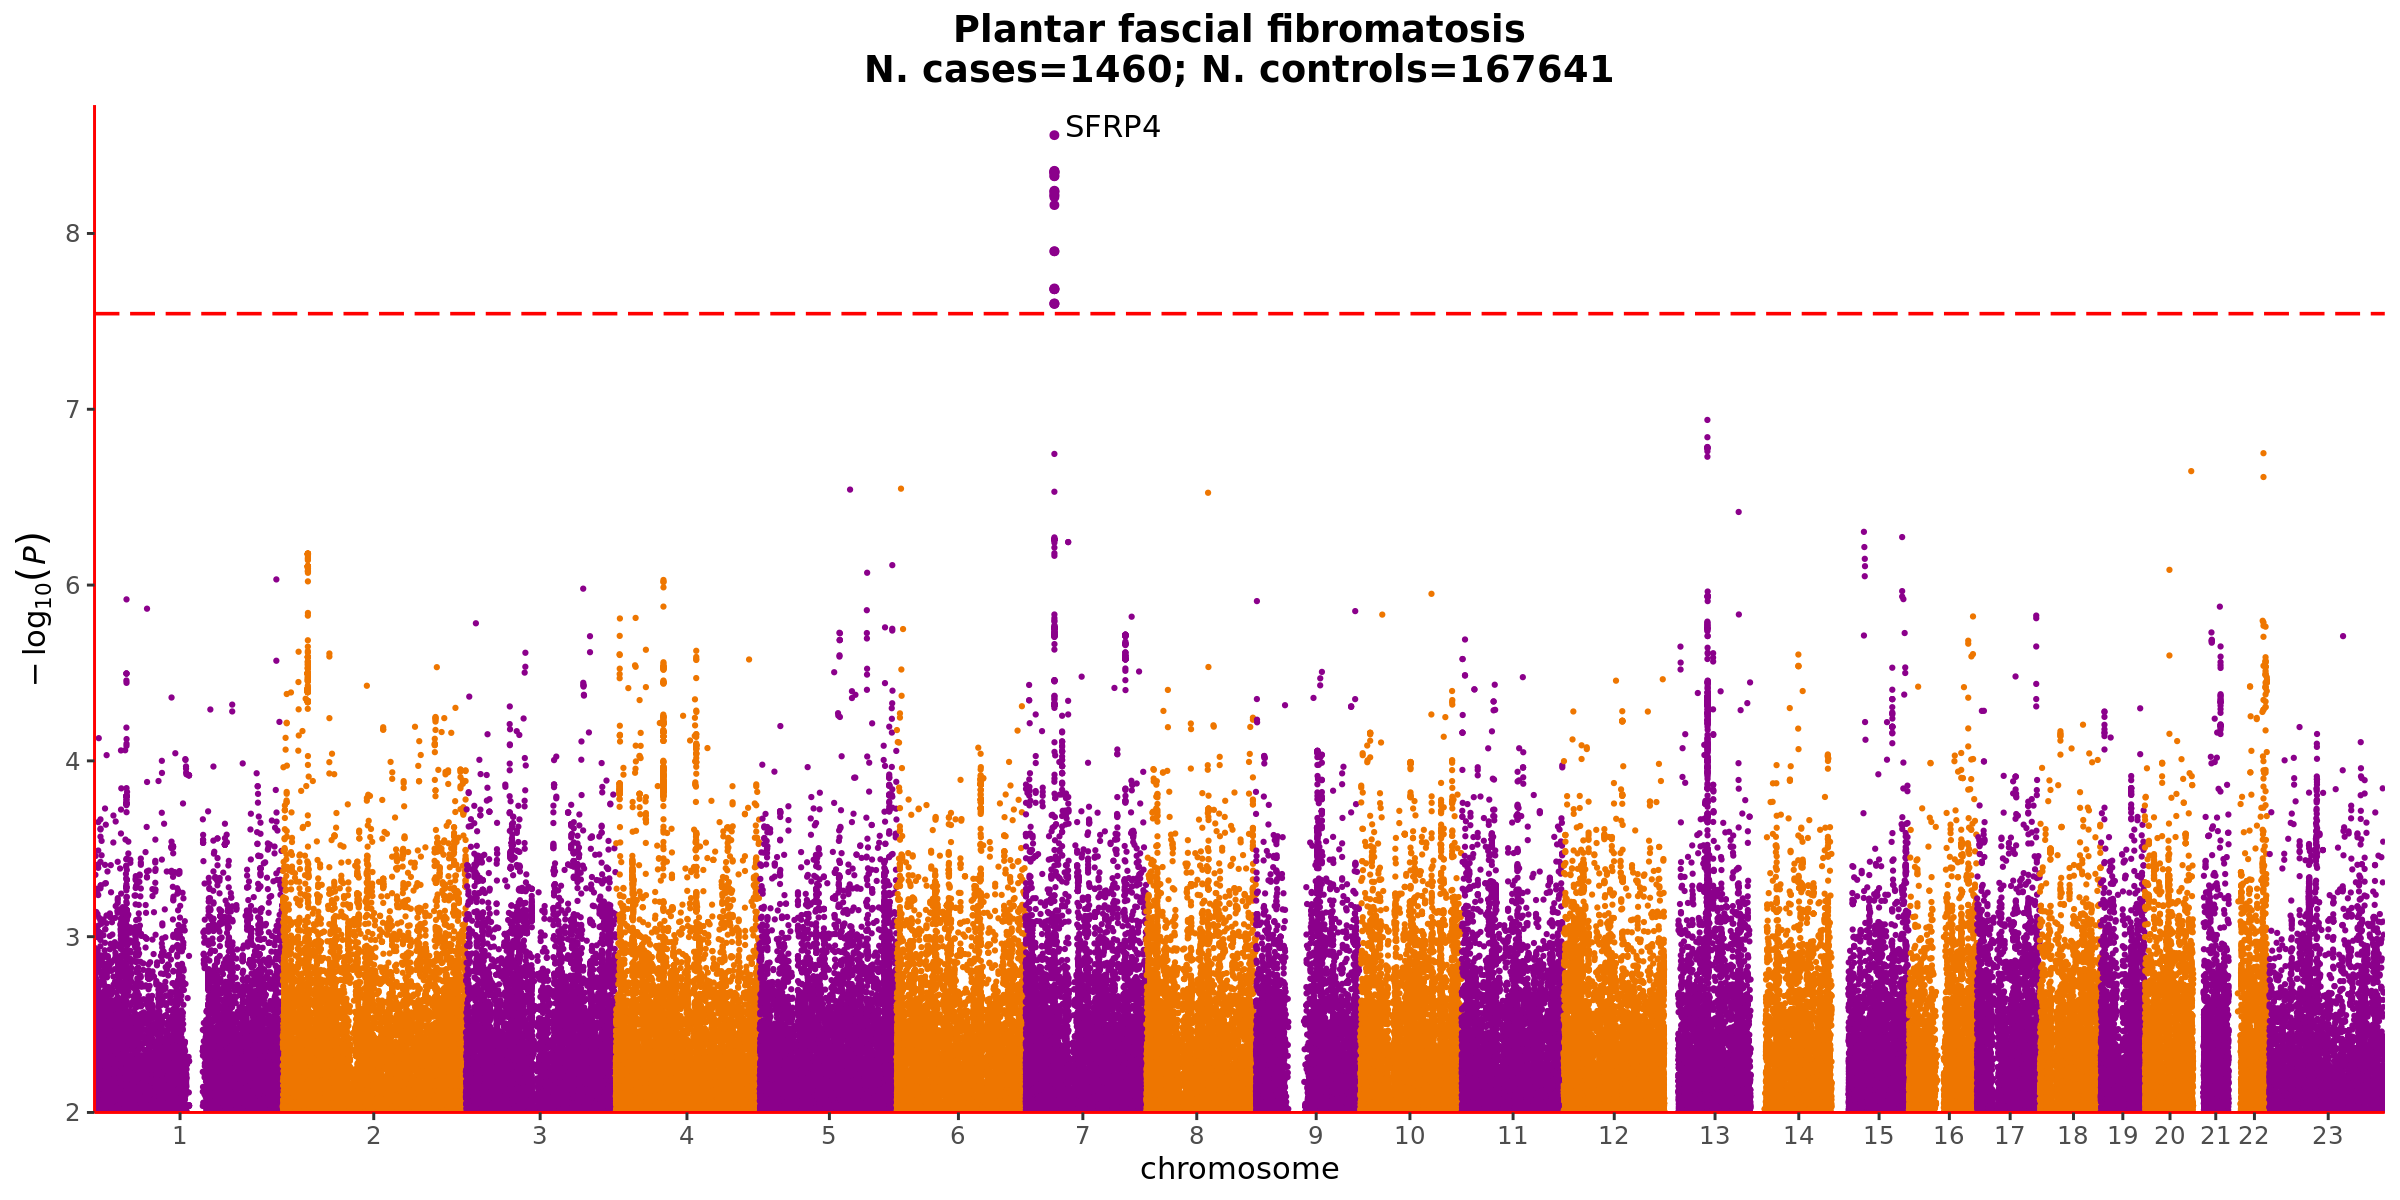 Plantar fascial fibromatosis
N. cases=1460; N. controls=167641
SFRP4
8
7
6
4
3
2
− log₁₀(P)
1 2 3 4 5 6 7 8 9 10 11 12 13 14 15 16 17 18 19 20 21 22 23
chromosome